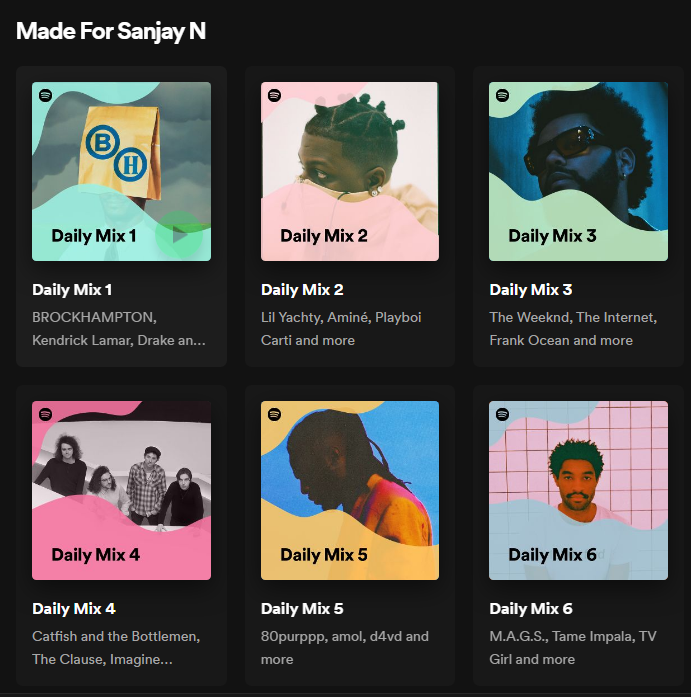 Made For Sanjay N
B
H
Daily Mix 1
Daily Mix 2
Daily Mix 3
Daily Mix 1
BROCKHAMPTON,
Kendrick Lamar, Drake an...
Daily Mix 2
Lil Yachty, Aminé, Playboi
Carti and more
Daily Mix 3
The Weeknd, The Internet,
Frank Ocean and more
Daily Mix 4
Daily Mix 5
Daily Mix 6
Daily Mix 4
Catfish and the Bottlemen,
The Clause, Imagine...
Daily Mix 5
80purppp, amol, d4vd and
more
Daily Mix 6
M.A.G.S., Tame Impala, TV
Girl and more